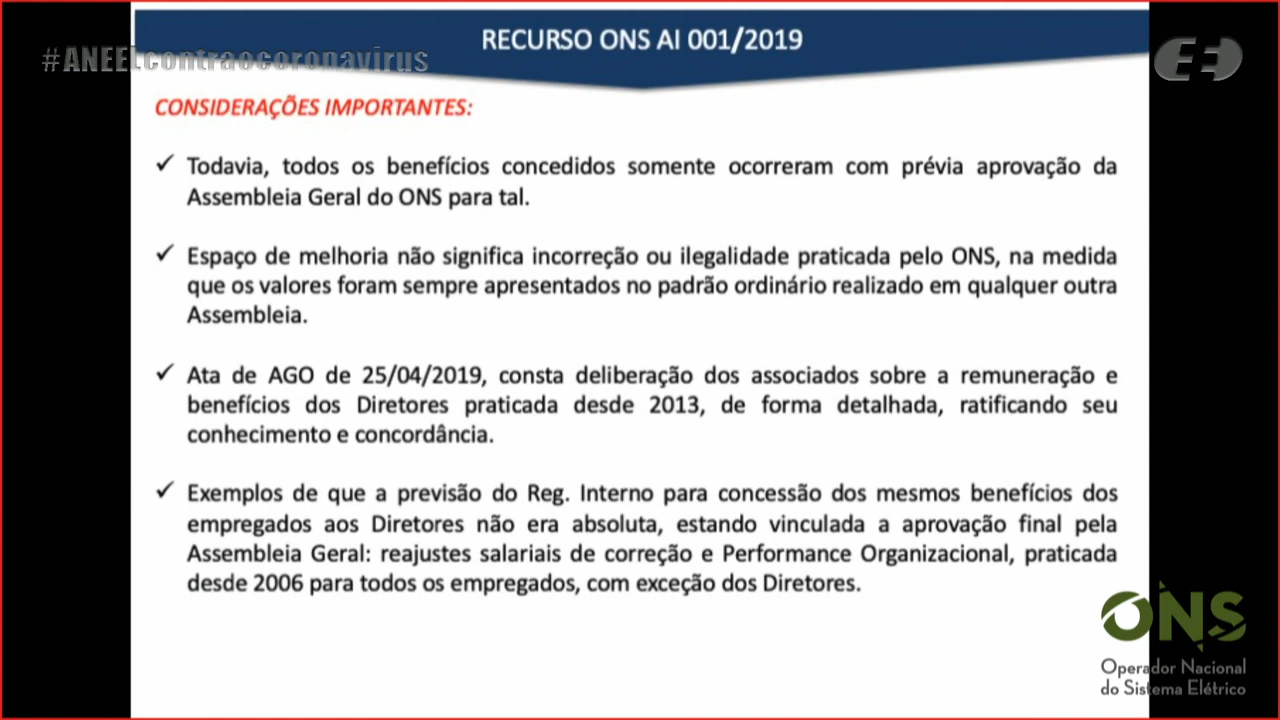 RECURSO ONS AI 001/2019
#ANEELcontraocoronavirus
CONSIDERAÇÕES IMPORTANTES:
✓ Todavia, todos os benefícios concedidos somente ocorreram com prévia aprovação da
Assembleia Geral do ONS para tal.
✓ Espaço de melhoria não significa incorreção ou ilegalidade praticada pelo ONS, na medida
que os valores foram sempre apresentados no padrão ordinário realizado em qualquer outra
Assembleia.
✓ Ata de AGO de 25/04/2019, consta deliberação dos associados sobre a remuneração e
benefícios dos Diretores praticada desde 2013, de forma detalhada, ratificando seu
conhecimento e concordância.
✓ Exemplos de que a previsão do Reg. Interno para concessão dos mesmos benefícios dos
empregados aos Diretores não era absoluta, estando vinculada a aprovação final pela
Assembleia Geral: reajustes salariais de correção e Performance Organizacional, praticada
desde 2006 para todos os empregados, com exceção dos Diretores.
ONS
Operador Nacional
do Sistema Elétrico